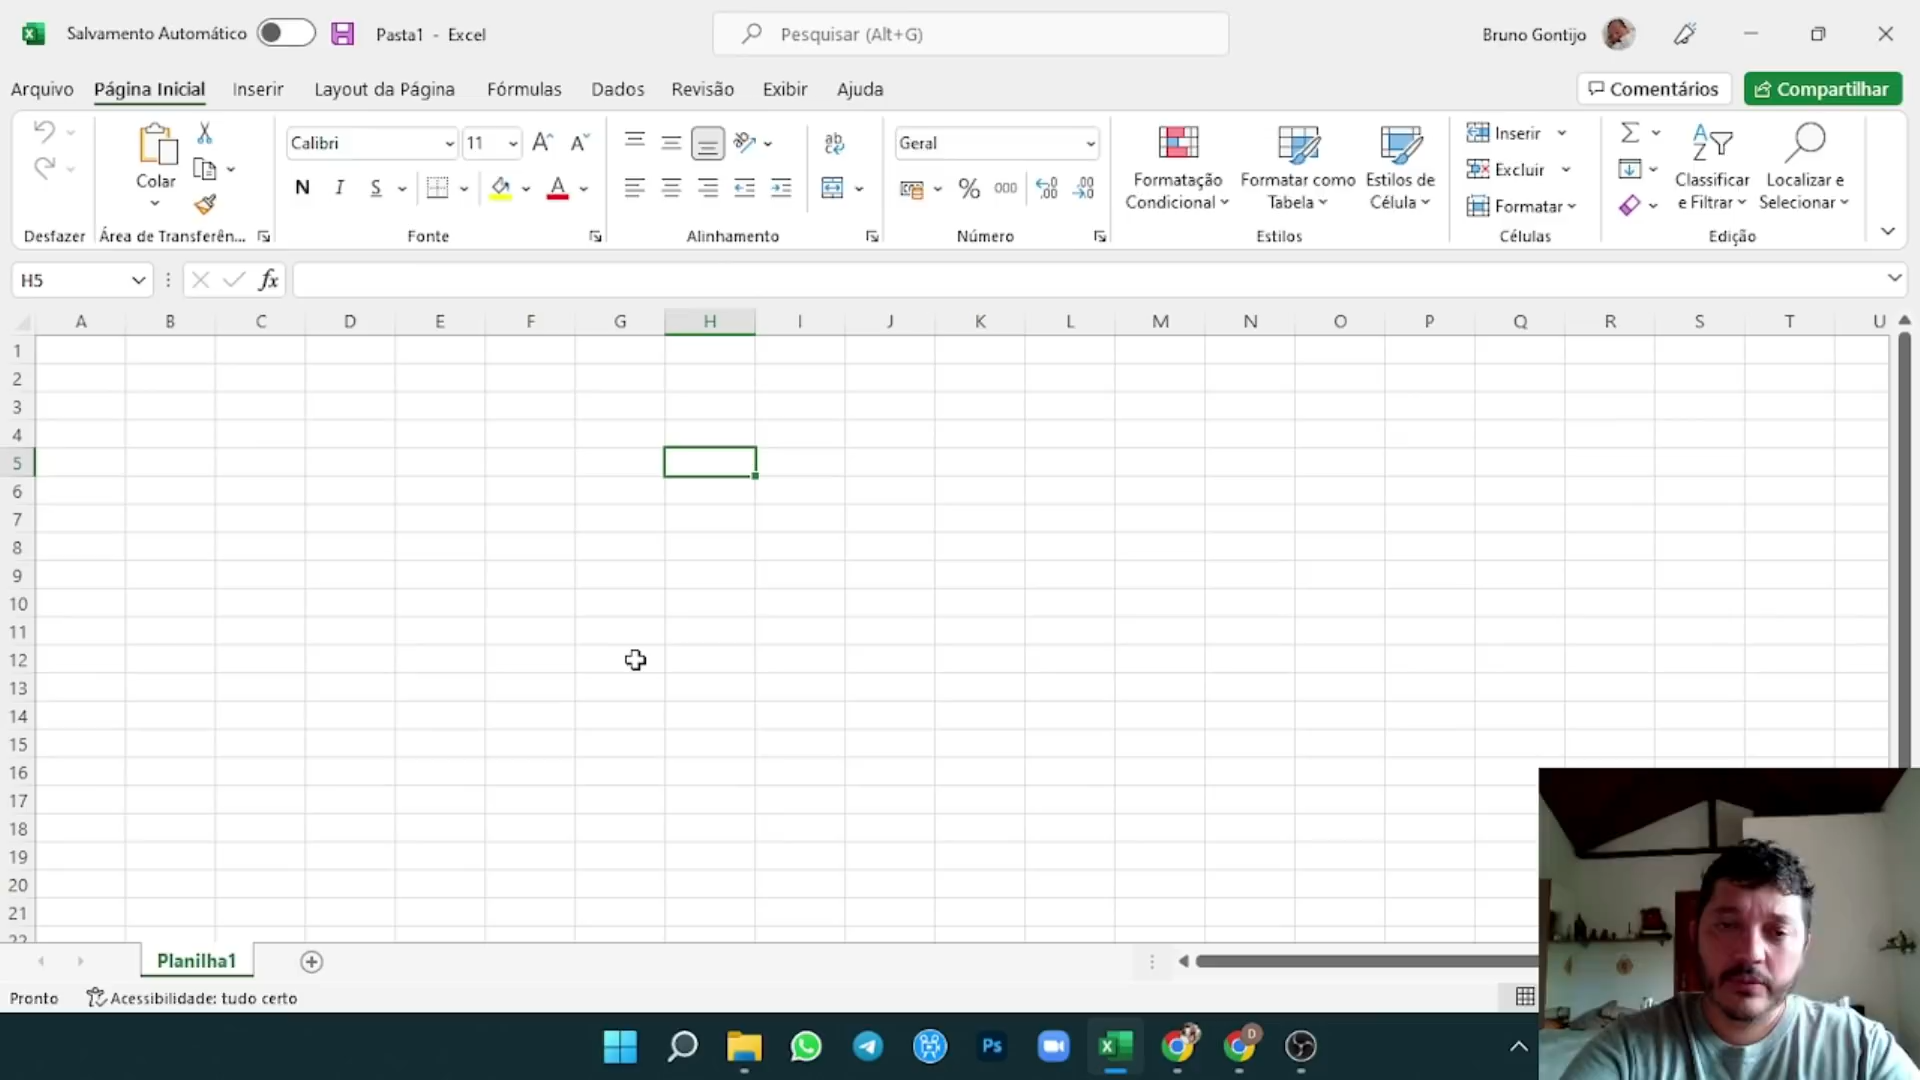 Salvamento Automático
Pasta1 - Excel
Pesquisar (Alt+G)
Bruno Gontijo
Arquivo Página Inicial Inserir Layout da Página Fórmulas Dados Revisão Exibir Ajuda
Comentários Compartilhar
Colar
Calibri 11
N I S
ab
Geral
% 000
Formatação Condicional
Formatar como Tabela
Estilos de Célula
Inserir
Excluir
Formatar
Classificar e Filtrar
Localizar e Selecionar
Desfazer Área de Transferên... Fonte Alinhamento Número Estilos Células Edição
H5 fx
A B C D E F G H I J K L M N O P Q R S T U
1
2
3
4
5
6
7
8
9
10
11
12
13
14
15
16
17
18
19
20
21
22
Planilha1
Pronto Acessibilidade: tudo certo
Ps
D